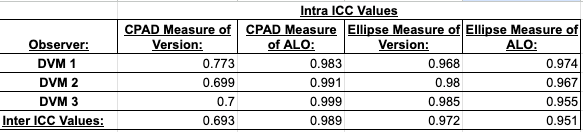 Intra ICC Values
Observer: CPAD Measure of Version: CPAD Measure of ALO: Ellipse Measure of Version: Ellipse Measure of ALO:
DVM 1 0.773 0.983 0.968 0.974
DVM 2 0.699 0.991 0.98 0.967
DVM 3 0.7 0.999 0.985 0.955
Inter ICC Values: 0.693 0.989 0.972 0.951